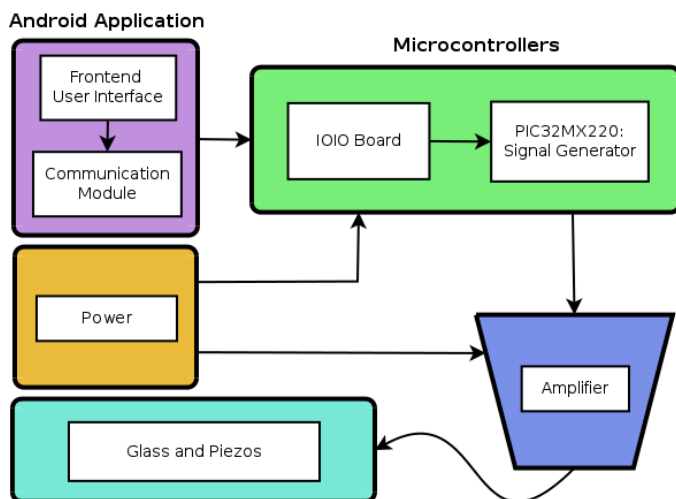 Android Application
Frontend
User Interface
Communication
Module
Microcontrollers
IOIO Board
PIC32MX220:
Signal Generator
Power
Amplifier
Glass and Piezos